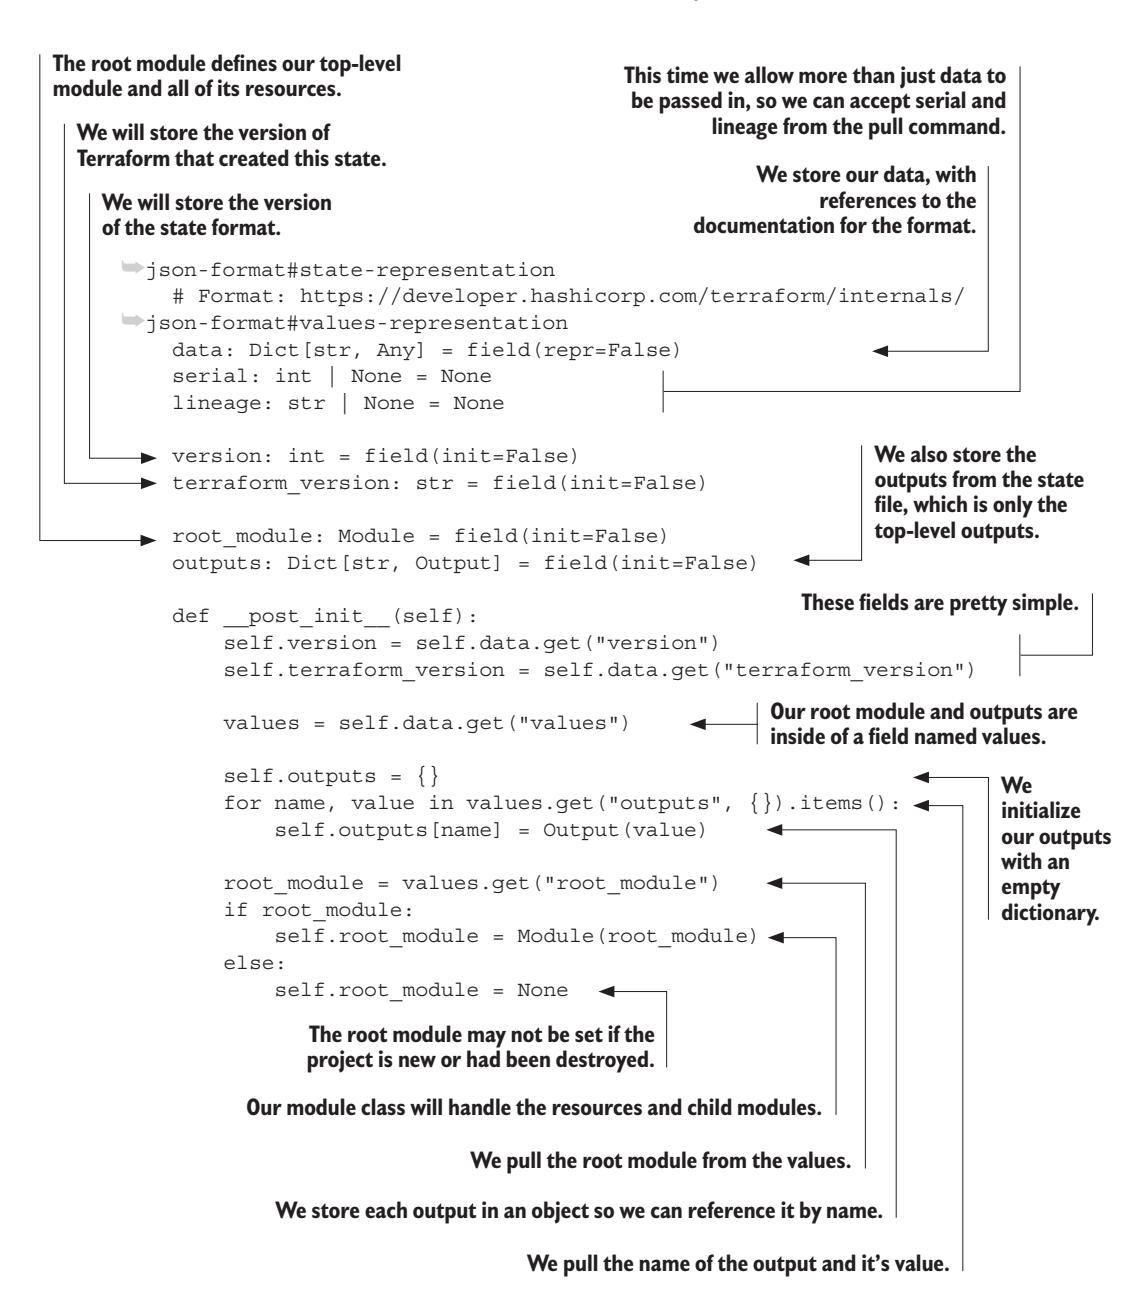 The root module defines our top-level
module and all of its resources.
This time we allow more than just data to
be passed in, so we can accept serial and
lineage from the pull command.
We will store the version of
Terraform that created this state.
We store our data, with
references to the
documentation for the format.
We will store the version
of the state format.
➥json-format#state-representation
# Format: https://developer.hashicorp.com/terraform/internals/
➥json-format#values-representation
data: Dict[str, Any] = field(repr=False)
serial: int | None = None
lineage: str | None = None
version: int = field(init=False)
terraform_version: str = field(init=False)
We also store the
outputs from the state
file, which is only the
top-level outputs.
root_module: Module = field(init=False)
outputs: Dict[str, Output] = field(init=False)
These fields are pretty simple.
def __post_init__(self):
self.version = self.data.get("version")
self.terraform_version = self.data.get("terraform_version")
values = self.data.get("values")
Our root module and outputs are
inside of a field named values.
self.outputs = {}
for name, value in values.get("outputs", {}).items():
self.outputs[name] = Output(value)
We
initialize
our outputs
with an
empty
dictionary.
root_module = values.get("root_module")
if root_module:
self.root_module = Module(root_module)
else:
self.root_module = None
The root module may not be set if the
project is new or had been destroyed.
Our module class will handle the resources and child modules.
We pull the root module from the values.
We store each output in an object so we can reference it by name.
We pull the name of the output and it's value.